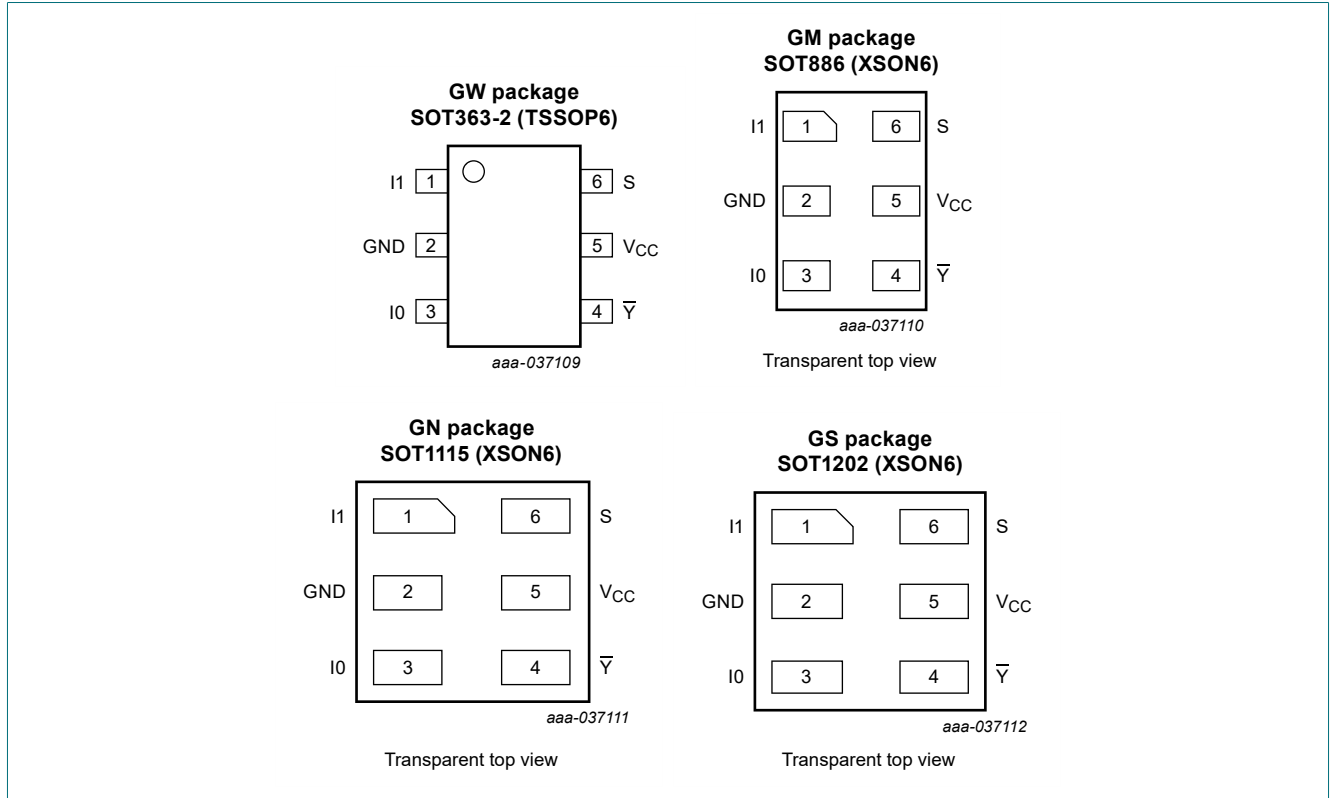 GW package
SOT363-2 (TSSOP6)
I1 1 6 S
GND 2 5 VCC
I0 3 4 Y̅
aaa-037109
GM package
SOT886 (XSON6)
I1 1 6 S
GND 2 5 VCC
I0 3 4 Y̅
aaa-037110
Transparent top view
GN package
SOT1115 (XSON6)
I1 1 6 S
GND 2 5 VCC
I0 3 4 Y̅
aaa-037111
Transparent top view
GS package
SOT1202 (XSON6)
I1 1 6 S
GND 2 5 VCC
I0 3 4 Y̅
aaa-037112
Transparent top view